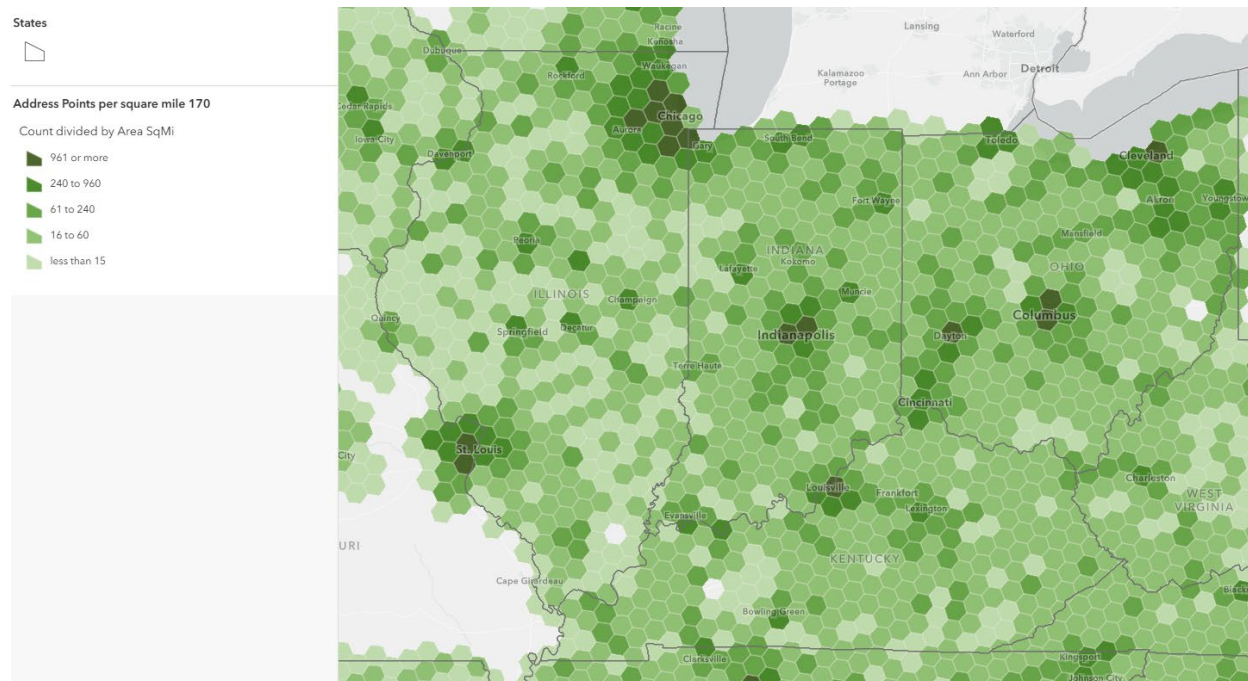 States
Address Points per square mile 170
Count divided by Area SqMi
961 or more
240 to 960
61 to 240
16 to 60
less than 15
Racine
Kenosha
Lansing
Waterford
Dubuque
Waukegan
Rockford
Kalamazoo
Portage
Ann Arbor
Detroit
Cedar Rapids
Chicago
Aurora
Iowa City
Gary
South Bend
Toledo
Davenport
Cleveland
Fort Wayne
Akron
Youngstow
Peoria
Mansfield
INDIANA
Kokomo
Lafayette
OHIO
ILLINOIS
Champaign
Muncie
Quincy
Springfield
Decatur
Indianapolis
Dayton
Columbus
Terre Haute
Cincinnati
St. Louis
City
Charleston
Louisville
Frankfort
WEST
VIRGINIA
Lexington
Evansville
URI
KENTUCKY
Cape Girardeau
Blacks
Bowling Green
Clarksville
Kingsport
Johnson City